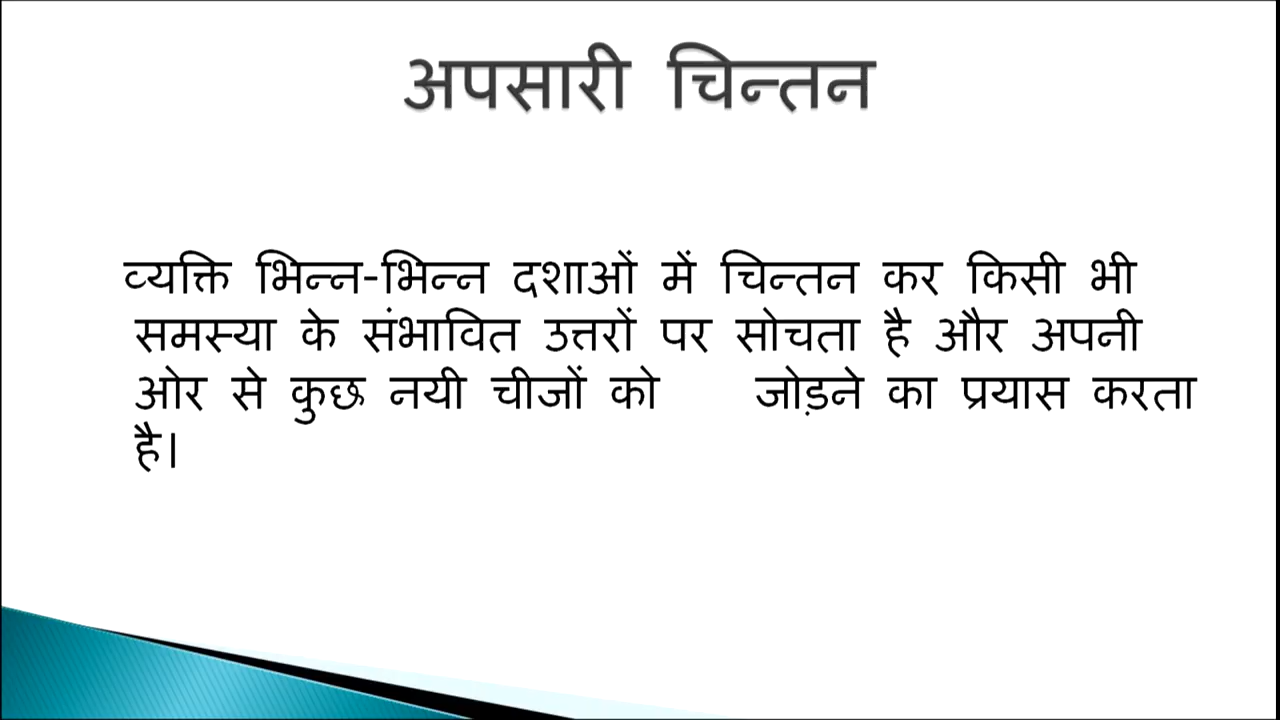 अपसारी चिन्तन
व्यक्ति भिन्न-भिन्न दशाओं में चिन्तन कर किसी भी
समस्या के संभावित उत्तरों पर सोचता है और अपनी
ओर से कुछ नयी चीजों को जोड़ने का प्रयास करता
है।